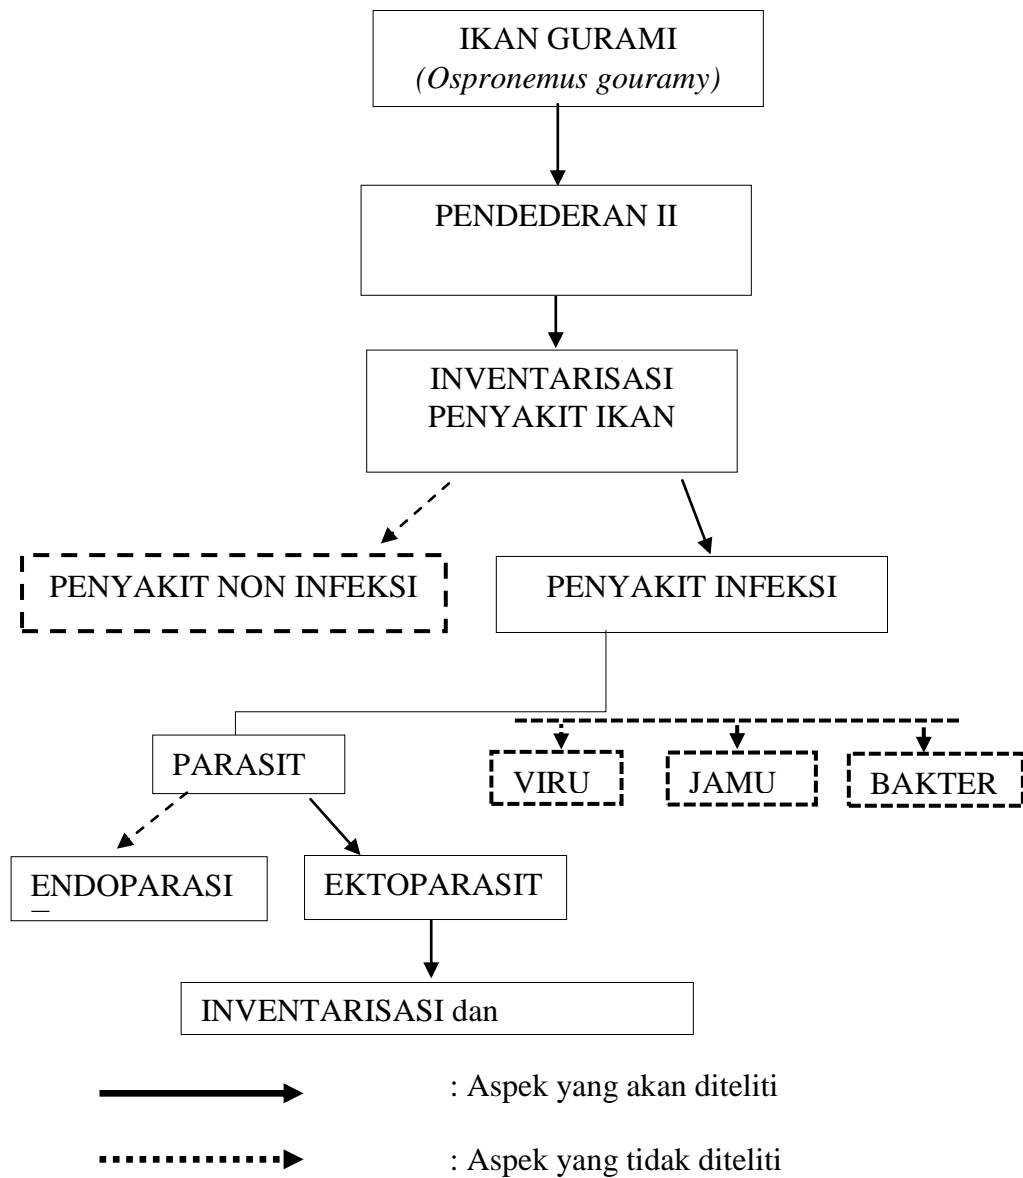 IKAN GURAMI
(Ospronemus gouramy)
PENDEDERAN II
INVENTARISASI
PENYAKIT IKAN
PENYAKIT NON INFEKSI
PENYAKIT INFEKSI
PARASIT
VIRU
JAMU
BAKTER
ENDOPARASI
EKTOPARASIT
INVENTARISASI dan
: Aspek yang akan diteliti
: Aspek yang tidak diteliti